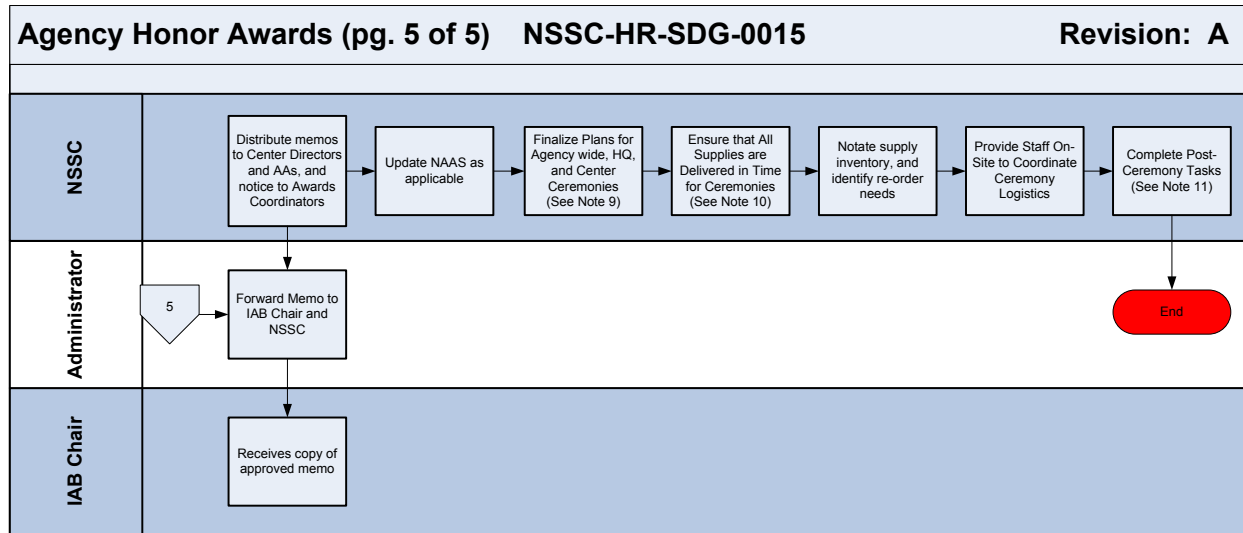 Agency Honor Awards (pg. 5 of 5) NSSC-HR-SDG-0015 Revision: A
NSSC
Distribute memos
to Center Directors
and AAs, and
notice to Awards
Coordinators
Update NAAS as
applicable
Finalize Plans for
Agency wide, HQ,
and Center
Ceremonies
(See Note 9)
Ensure that All
Supplies are
Delivered in Time
for Ceremonies
(See Note 10)
Notate supply
inventory, and
identify re-order
needs
Provide Staff On-
Site to Coordinate
Ceremony
Logistics
Complete Post-
Ceremony Tasks
(See Note 11)
Administrator
5
Forward Memo to
IAB Chair and
NSSC
End
IAB Chair
Receives copy of
approved memo